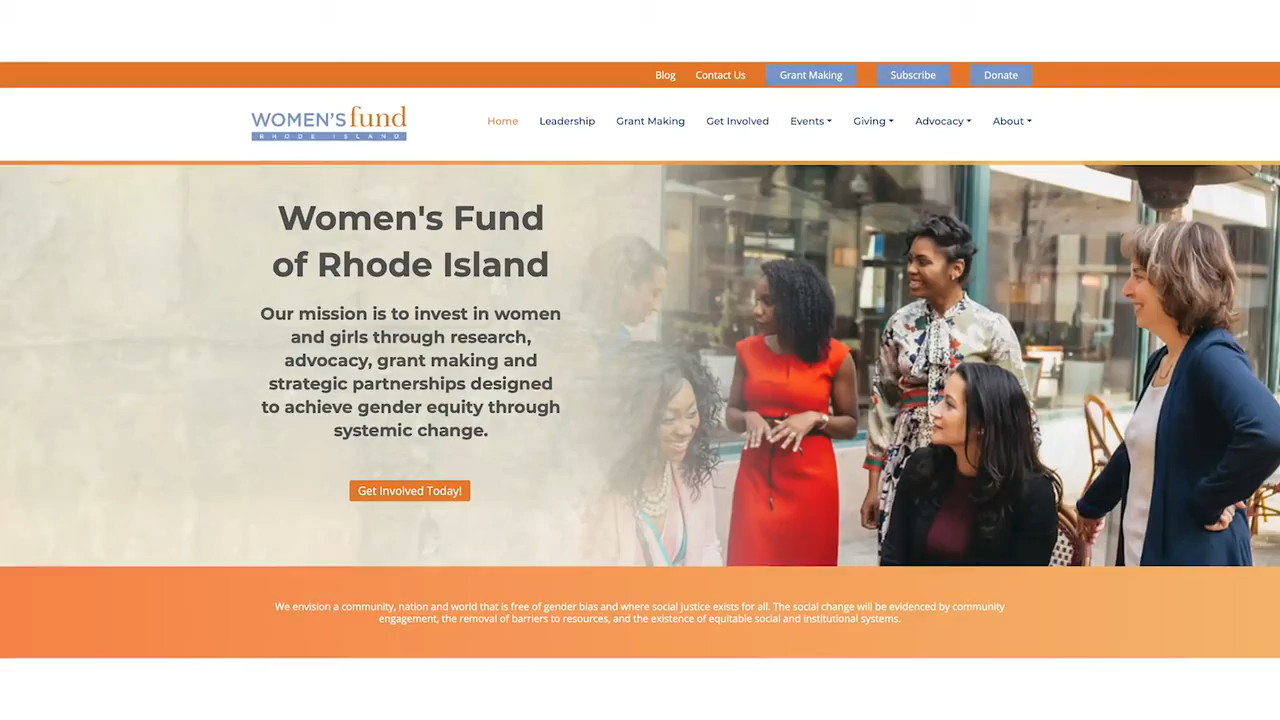 Blog Contact Us Grant Making Subscribe Donate
WOMEN'S fund
RHODE ISLAND
Home Leadership Grant Making Get Involved Events Giving Advocacy About
Women's Fund
of Rhode Island
Our mission is to invest in women
and girls through research,
advocacy, grant making and
strategic partnerships designed
to achieve gender equity through
systemic change.
Get Involved Today!
We envision a community, nation and world that is free of gender bias and where social justice exists for all. The social change will be evidenced by community
engagement, the removal of barriers to resources, and the existence of equitable social and institutional systems.